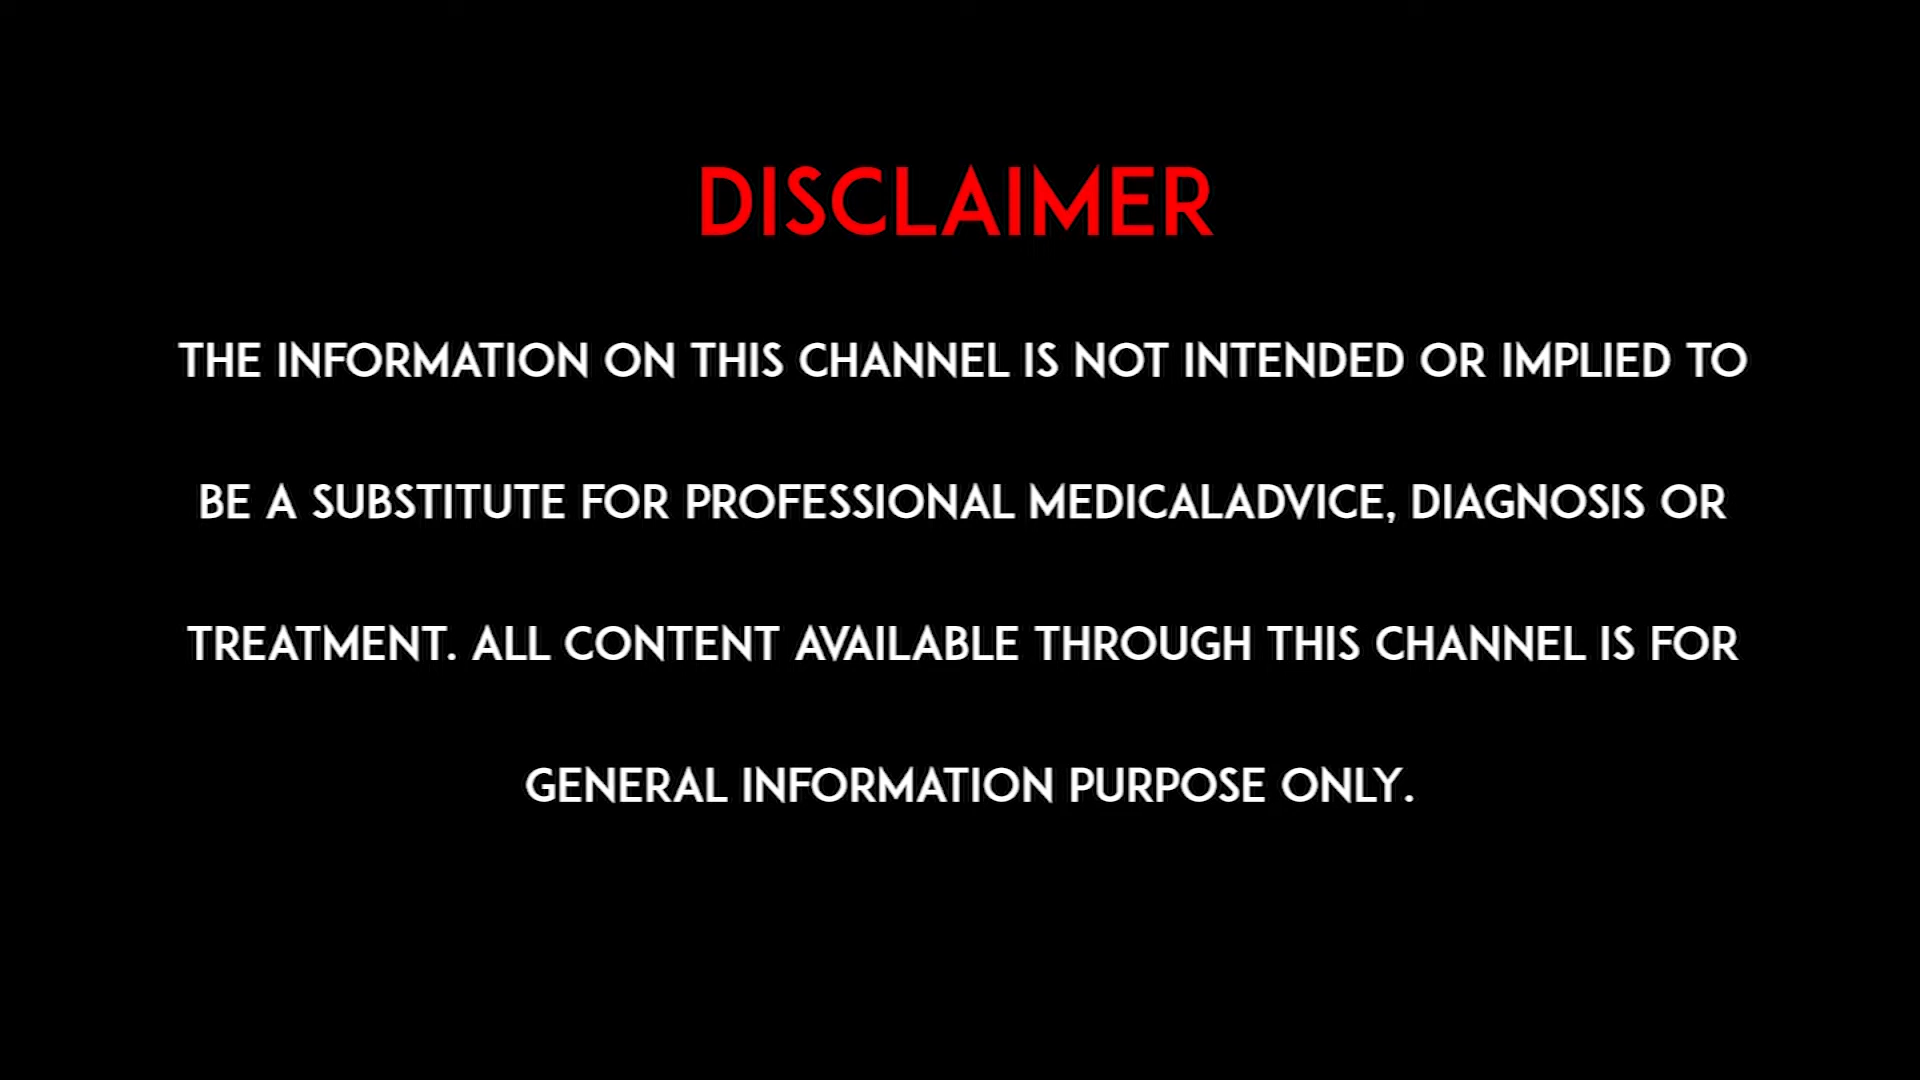 DISCLAIMER
THE INFORMATION ON THIS CHANNEL IS NOT INTENDED OR IMPLIED TO
BE A SUBSTITUTE FOR PROFESSIONAL MEDICALADVICE, DIAGNOSIS OR
TREATMENT. ALL CONTENT AVAILABLE THROUGH THIS CHANNEL IS FOR
GENERAL INFORMATION PURPOSE ONLY.